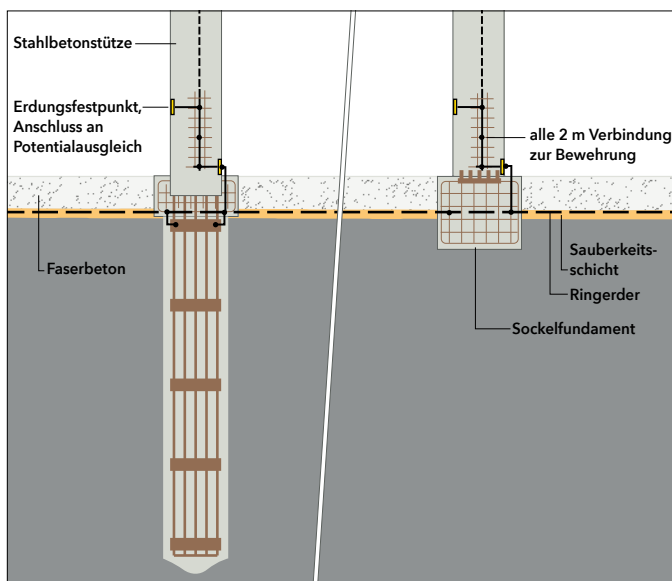 Stahlbetonstütze
Erdungsfestpunkt,
Anschluss an
Potentialausgleich
Faserbeton
alle 2 m Verbindung
zur Bewehrung
Sauberkeits-
schicht
Ringerder
Sockelfundament